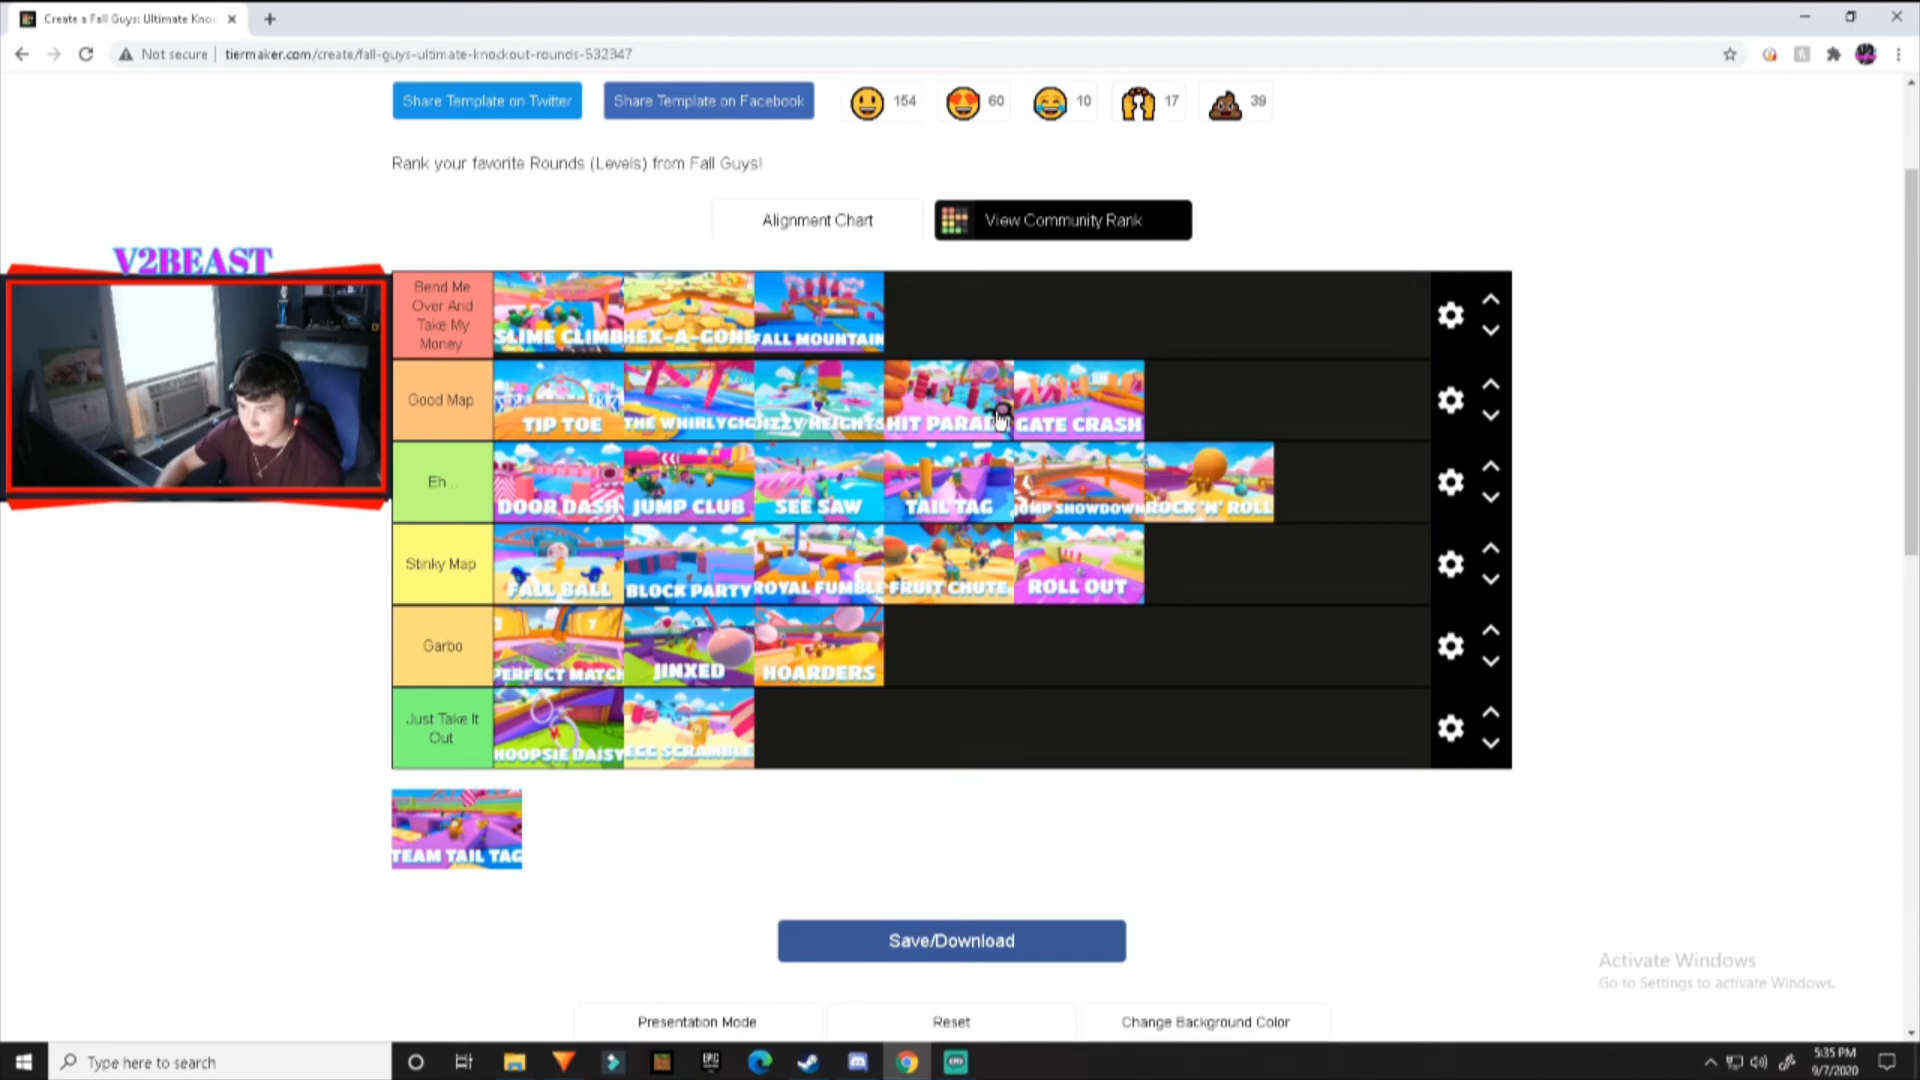 Create a Fall Guys: Ultimate Knoc
Not secure
tiermaker.com/create/fall-guys-ultimate-knockout-rounds-532347
Share Template on Twitter
Share Template on Facebook
154
60
10
17
39
Rank your favorite Rounds (Levels) from Fall Guys!
Alignment Chart
View Community Rank
V2BEAST
Bend Me
Over And
Take My
Money
SLIME CLIMB
HEX-A-GONE
FALL MOUNTAIN
Good Map
TIP TOE
THE WHIRLYGIG
DIZZY HEIGHTS
HIT PARAD
GATE CRASH
Eh...
DOOR DASH
JUMP CLUB
SEE SAW
TAIL TAG
JUMP SHOWDOWN
ROCK 'N' ROLL
Stinky Map
FALL BALL
BLOCK PARTY
ROYAL FUMBLE
FRUIT CHUTE
ROLL OUT
Garbo
PERFECT MATCH
JINXED
HOARDERS
Just Take It
Out
HOOPSIE DAISY
EGG SCRAMBLE
TEAM TAIL TAG
Save/Download
Activate Windows
Go to Settings to activate Windows.
Presentation Mode
Reset
Change Background Color
Type here to search
EPIC
5:35 PM
9/7/2020